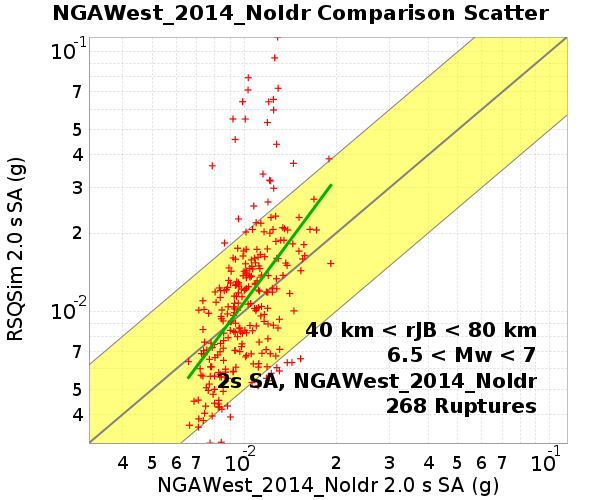 NGAWest_2014_NoIdr Comparison Scatter
10-1
7
5
4
3
2
10-2
7
5
4
RSQSim 2.0 s SA (g)
40 km < rJB < 80 km
6.5 < Mw < 7
2s SA, NGAWest_2014_NoIdr
268 Ruptures
4 5 6 7 10-2 2 3 4 5 6 7 10-1
NGAWest_2014_NoIdr 2.0 s SA (g)